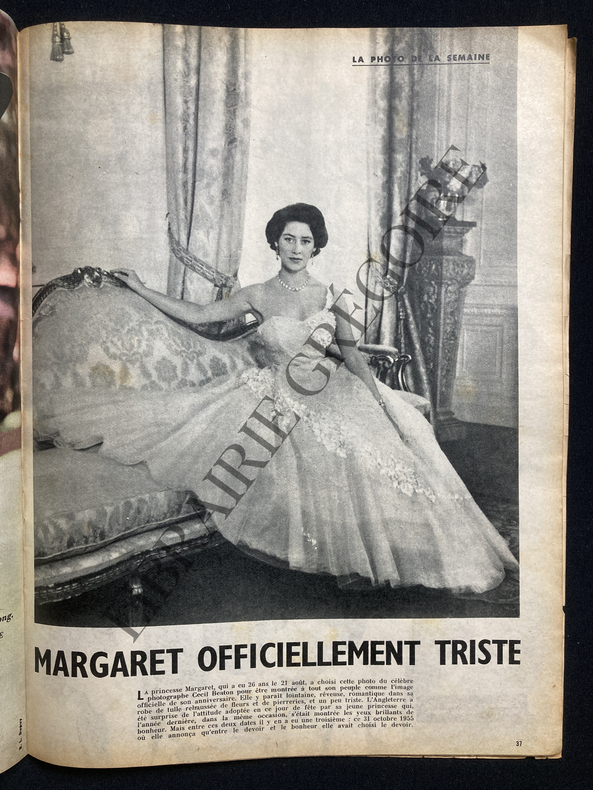 LA PHOTO DE LA SEMAINE
LIBRAIRIE GRÉGOIRE
MARGARET OFFICIELLEMENT TRISTE
LA princesse Margaret, qui a eu 26 ans le 21 août, a choisi cette photo du célèbre
photographe Cecil Beaton pour être montrée à tout son peuple comme l'image
officielle de son anniversaire. Elle y paraît lointaine, rêveuse, romantique dans sa
robe de tulle rehaussée de fleurs et de pierreries, et un peu triste. L'Angleterre a
été surprise de l'attitude adoptée en ce jour de fête par sa jeune princesse qui,
l'année dernière, dans la même occasion, s'était montrée les yeux brillants de
bonheur. Mais entre ces deux dates il y en a eu une troisième : ce 31 octobre 1955
où elle annonça qu'entre le devoir et le bonheur elle avait choisi le devoir.
37